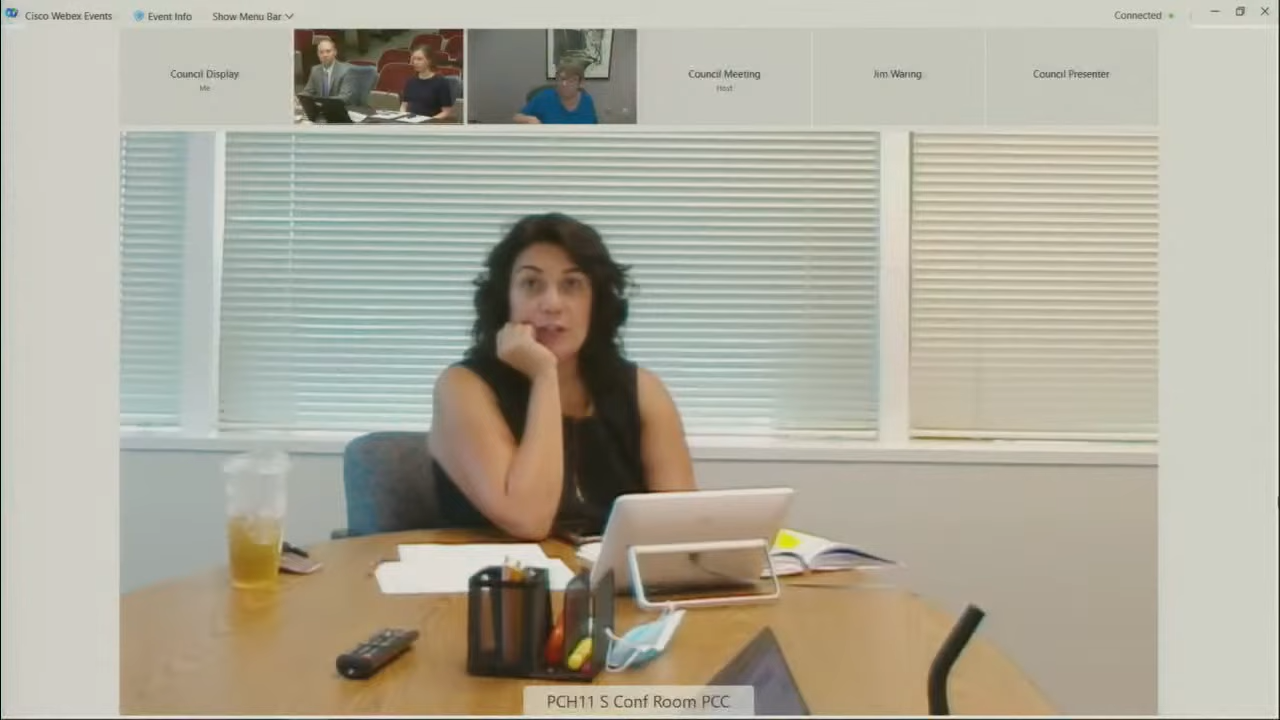 Cisco Webex Events
Event Info
Show Menu Bar
Connected
Council Display
Me
Council Meeting
Host
Jim Waring
Council Presenter
PCH11 S Conf Room PCC